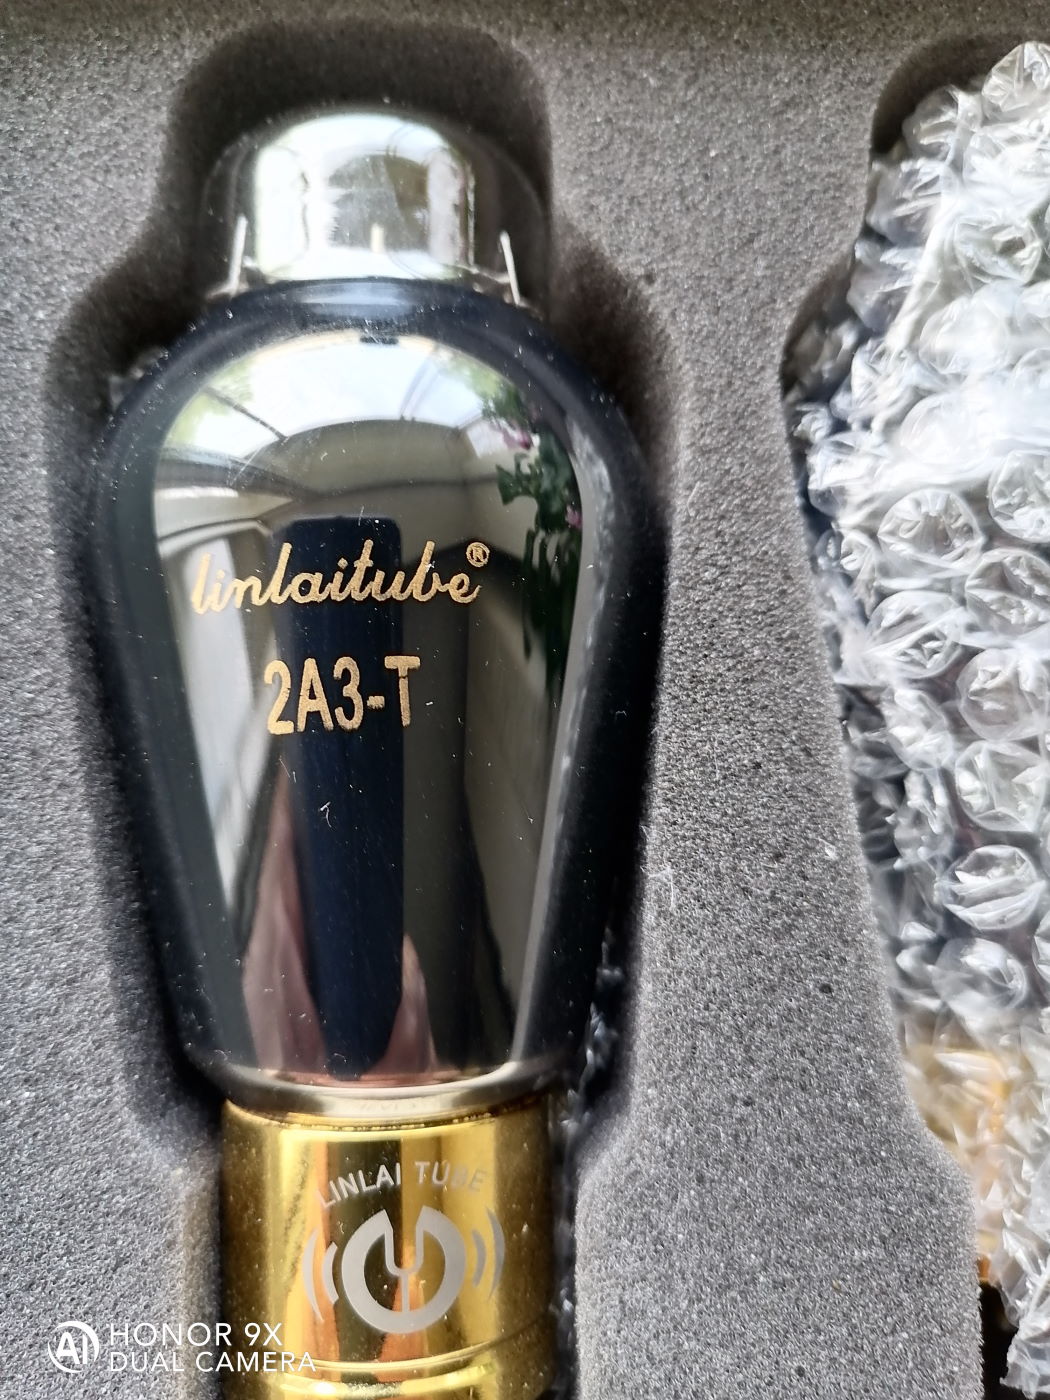 linlaitube®
2A3-T
LINLAI TUBE
HONOR 9X
DUAL CAMERA